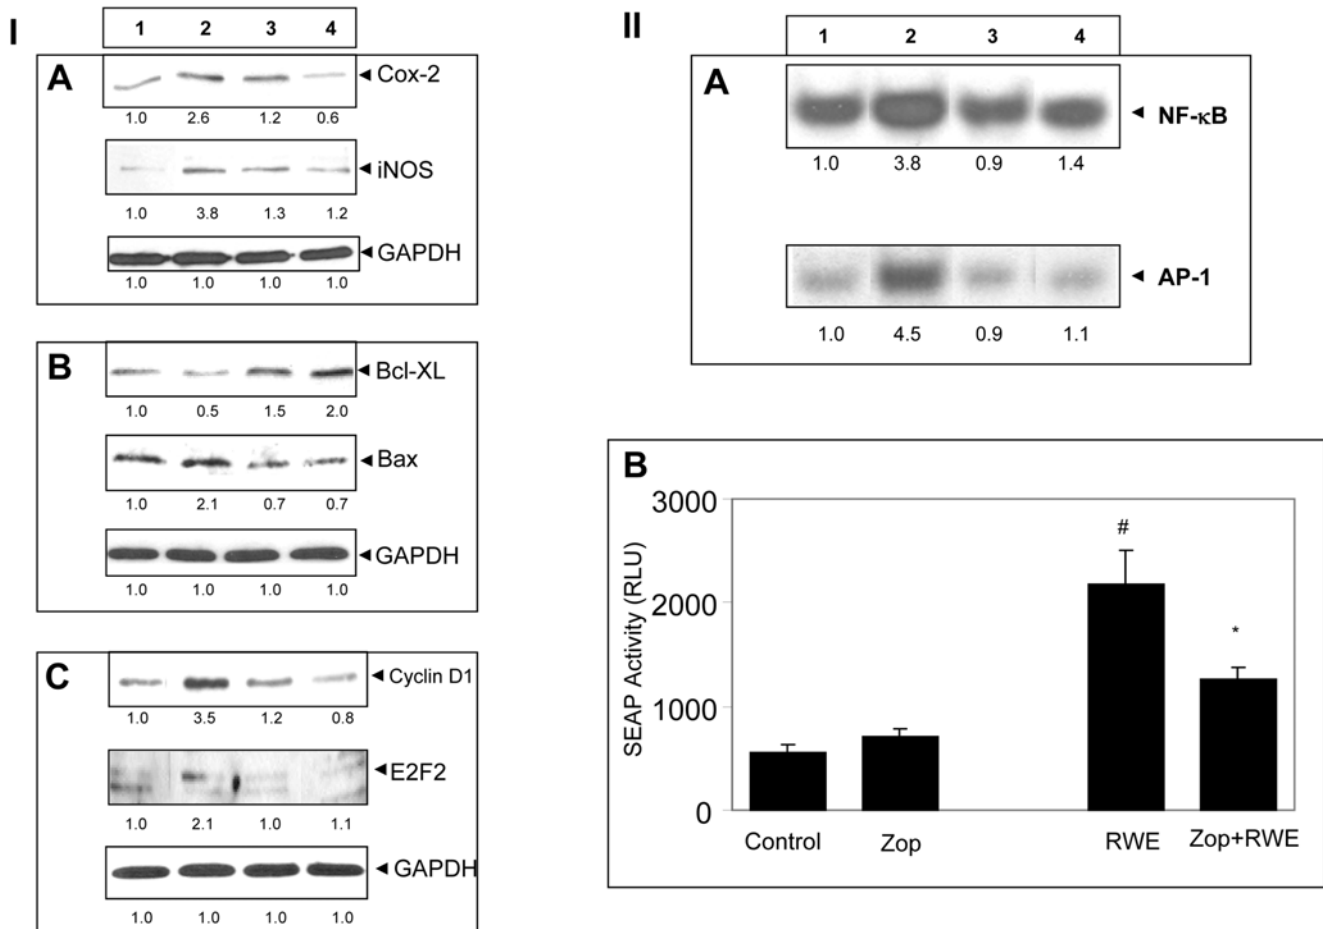 I
1 2 3 4
A
Cox-2
1.0 2.6 1.2 0.6
iNOS
1.0 3.8 1.3 1.2
GAPDH
1.0 1.0 1.0 1.0
B
Bcl-XL
1.0 0.5 1.5 2.0
Bax
1.0 2.1 0.7 0.7
GAPDH
1.0 1.0 1.0 1.0
C
Cyclin D1
1.0 3.5 1.2 0.8
E2F2
1.0 2.1 1.0 1.1
GAPDH
1.0 1.0 1.0 1.0
II
1 2 3 4
A
NF-κB
1.0 3.8 0.9 1.4
AP-1
1.0 4.5 0.9 1.1
B
SEAP Activity (RLU)
3000
2000
1000
0
#
*
Control Zop RWE Zop+RWE